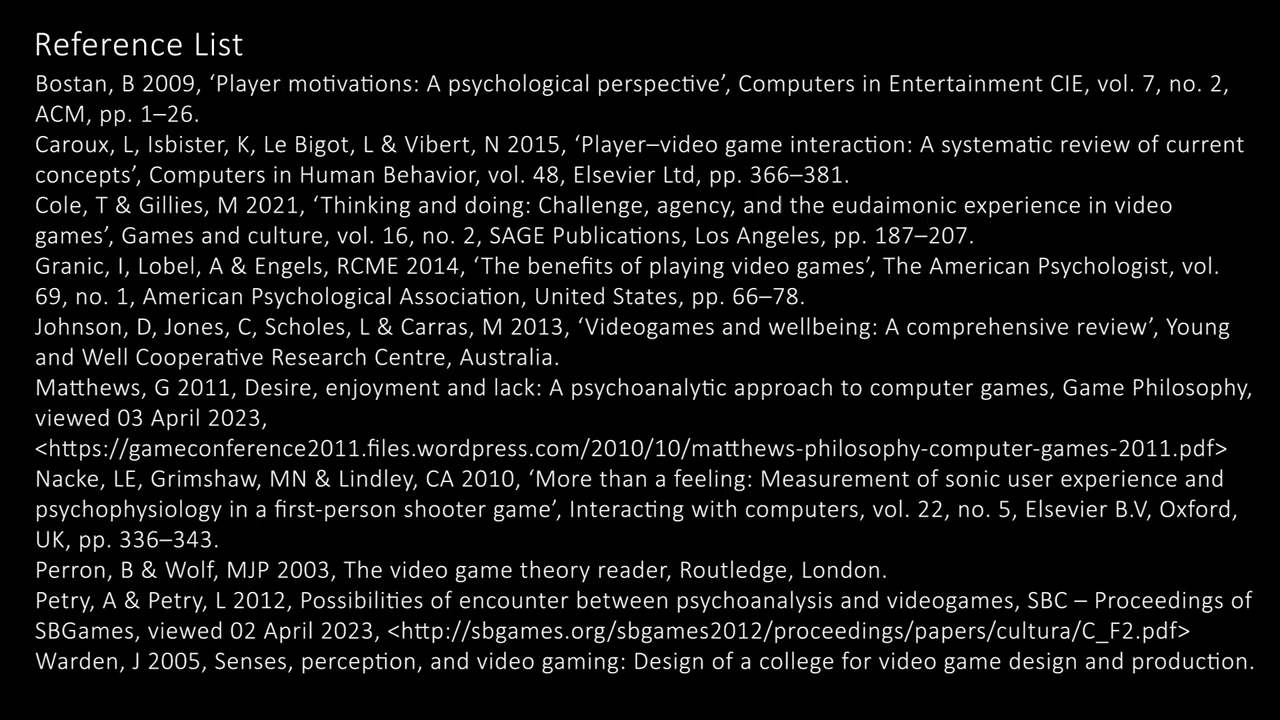 Reference List
Bostan, B 2009, ‘Player motivations: A psychological perspective’, Computers in Entertainment CIE, vol. 7, no. 2,
ACM, pp. 1–26.
Caroux, L, Isbister, K, Le Bigot, L & Vibert, N 2015, ‘Player–video game interaction: A systematic review of current
concepts’, Computers in Human Behavior, vol. 48, Elsevier Ltd, pp. 366–381.
Cole, T & Gillies, M 2021, ‘Thinking and doing: Challenge, agency, and the eudaimonic experience in video
games’, Games and culture, vol. 16, no. 2, SAGE Publications, Los Angeles, pp. 187–207.
Granic, I, Lobel, A & Engels, RCME 2014, ‘The benefits of playing video games’, The American Psychologist, vol.
69, no. 1, American Psychological Association, United States, pp. 66–78.
Johnson, D, Jones, C, Scholes, L & Carras, M 2013, ‘Videogames and wellbeing: A comprehensive review’, Young
and Well Cooperative Research Centre, Australia.
Matthews, G 2011, Desire, enjoyment and lack: A psychoanalytic approach to computer games, Game Philosophy,
viewed 03 April 2023,
<https://gameconference2011.files.wordpress.com/2010/10/matthews-philosophy-computer-games-2011.pdf>
Nacke, LE, Grimshaw, MN & Lindley, CA 2010, ‘More than a feeling: Measurement of sonic user experience and
psychophysiology in a first-person shooter game’, Interacting with computers, vol. 22, no. 5, Elsevier B.V, Oxford,
UK, pp. 336–343.
Perron, B & Wolf, MJP 2003, The video game theory reader, Routledge, London.
Petry, A & Petry, L 2012, Possibilities of encounter between psychoanalysis and videogames, SBC – Proceedings of
SBGames, viewed 02 April 2023, <http://sbgames.org/sbgames2012/proceedings/papers/cultura/C_F2.pdf>
Warden, J 2005, Senses, perception, and video gaming: Design of a college for video game design and production.